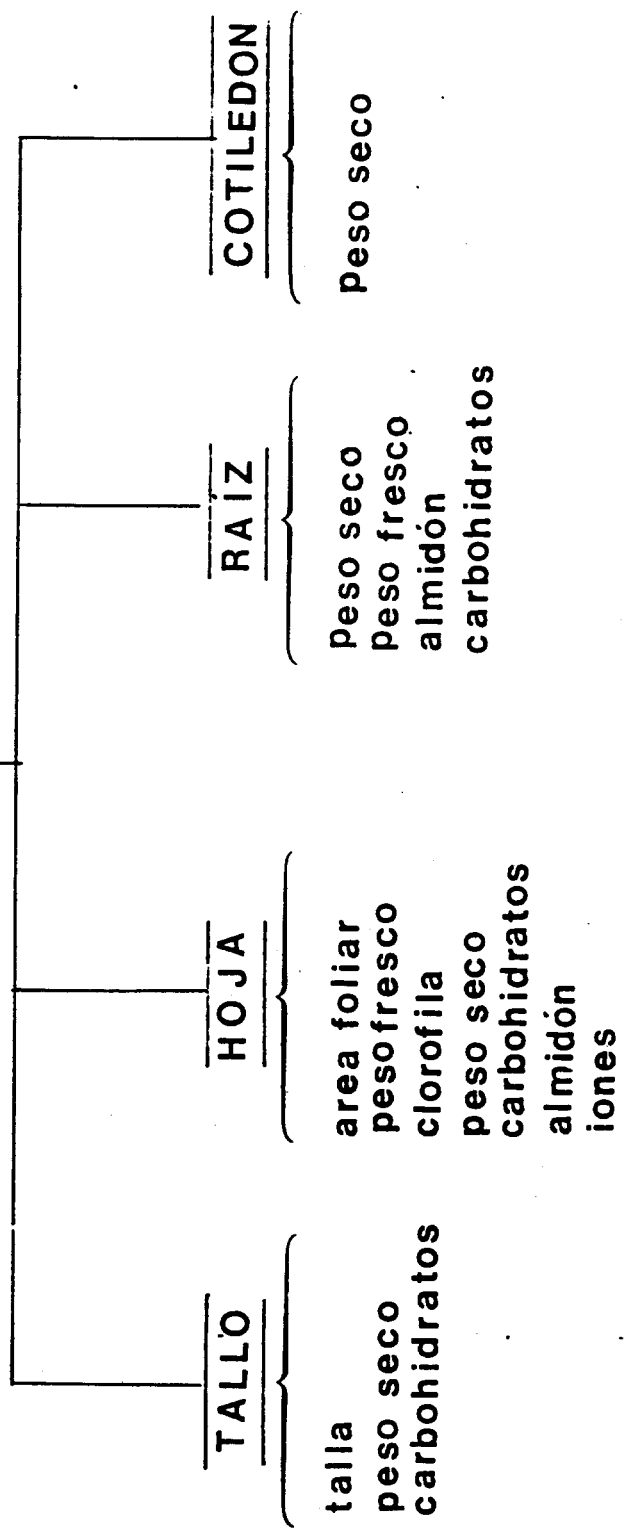 TALLO
talla
peso seco
carbohidratos
HOJA
area foliar
pesofresco
clorofila
peso seco
carbohidratos
almidón
iones
RAÍZ
Peso seco
Peso fresco
almidón
carbohidratos
COTILEDON
Peso seco